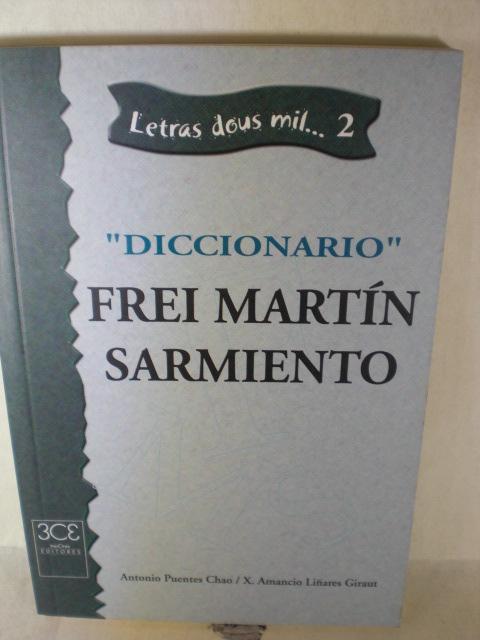 Letras dous mil... 2
"DICCIONARIO"
FREI MARTÍN
SARMIENTO
3C3
EDITORES
Antonio Puentes Chao / X. Amancio Liñares Giraut